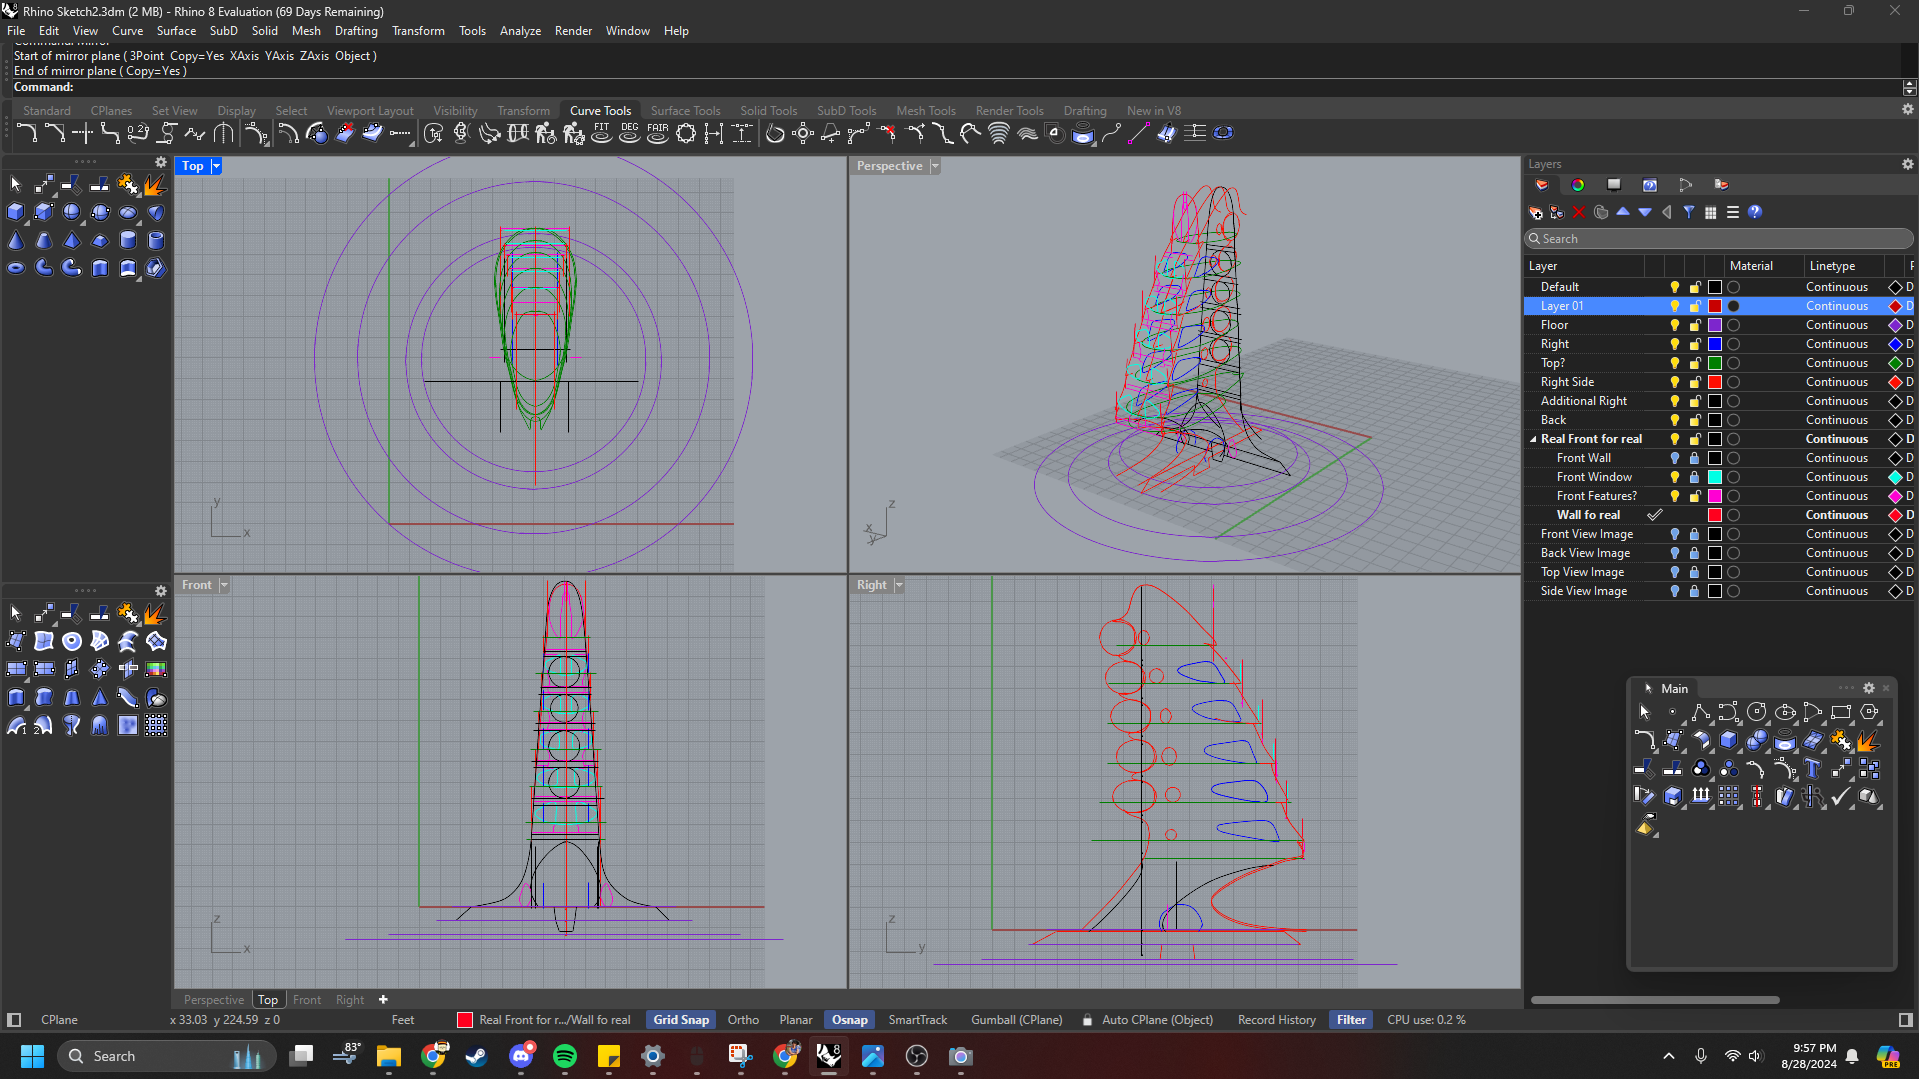 Rhino Sketch2.3dm (2 MB) - Rhino 8 Evaluation (69 Days Remaining)
File Edit View Curve Surface SubD Solid Mesh Drafting Transform Tools Analyze Render Window Help
Command: Mirror
Start of mirror plane ( 3Point Copy=Yes XAxis YAxis ZAxis Object )
End of mirror plane ( Copy=Yes )
Command:
Standard CPlanes Set View Display Select Viewport Layout Visibility Transform Curve Tools Surface Tools Solid Tools SubD Tools Mesh Tools Render Tools Drafting New in V8
FIT DEG FAIR
Top
Perspective
Layers
Search
Layer Material Linetype P
Default Continuous D
Layer 01 Continuous D
Floor Continuous D
Right Continuous D
Top? Continuous D
Right Side Continuous D
Additional Right Continuous D
Back Continuous D
Real Front for real Continuous D
Front Wall Continuous D
Front Window Continuous D
Front Features? Continuous D
Wall fo real Continuous D
Front View Image Continuous D
Back View Image Continuous D
Top View Image Continuous D
Side View Image Continuous D
y
x
z
x
y
Front
Right
z
x
z
y
1 2
Main
Perspective Top Front Right
CPlane x 33.03 y 224.59 z 0 Feet Real Front for r.../Wall fo real Grid Snap Ortho Planar Osnap SmartTrack Gumball (CPlane) Auto CPlane (Object) Record History Filter CPU use: 0.2 %
Search
83°
8
9:57 PM
8/28/2024
PRE